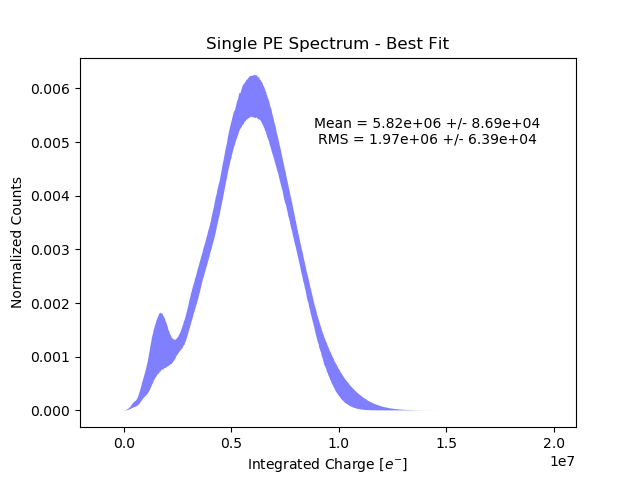 Single PE Spectrum - Best Fit
Mean = 5.82e+06 +/- 8.69e+04
RMS = 1.97e+06 +/- 6.39e+04
Normalized Counts
0.006
0.005
0.004
0.003
0.002
0.001
0.000
0.0 0.5 1.0 1.5 2.0
1e7
Integrated Charge [e⁻]